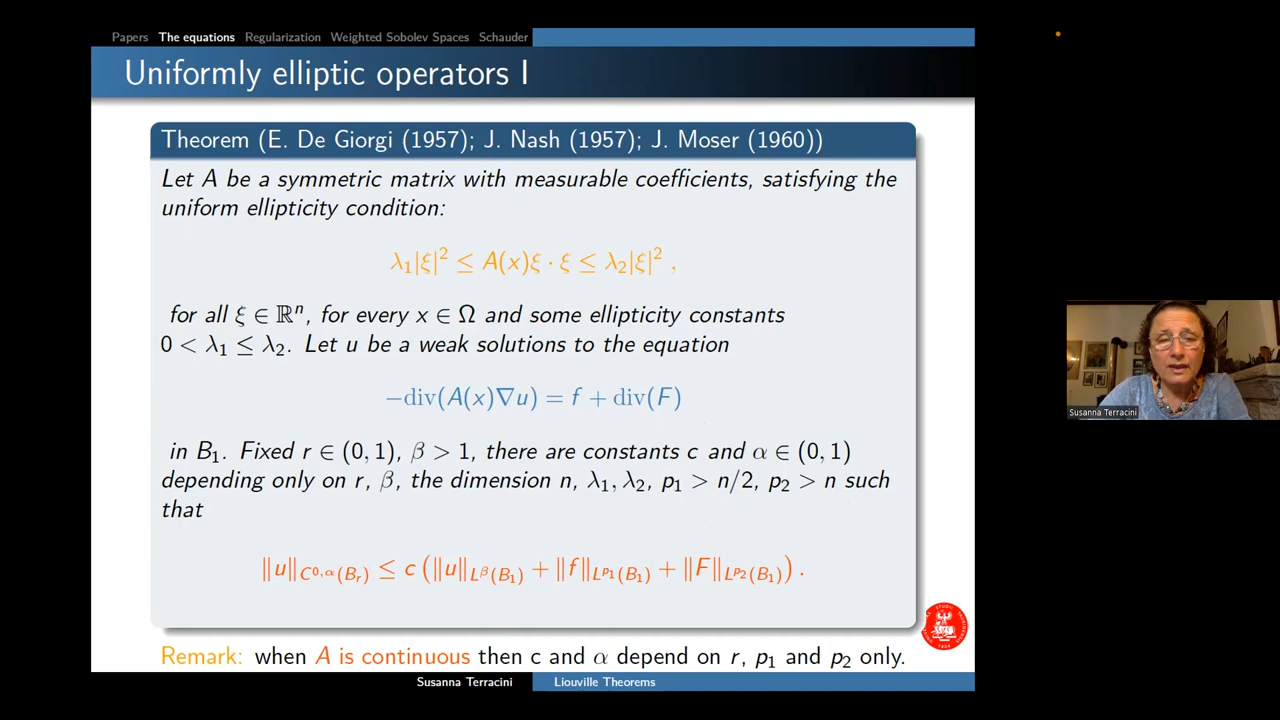 Papers The equations Regularization Weighted Sobolev Spaces Schauder
Uniformly elliptic operators I
Theorem (E. De Giorgi (1957); J. Nash (1957); J. Moser (1960))
Let A be a symmetric matrix with measurable coefficients, satisfying the
uniform ellipticity condition:
λ₁|ξ|² ≤ A(x)ξ · ξ ≤ λ₂|ξ|² ,
for all ξ ∈ ℝⁿ, for every x ∈ Ω and some ellipticity constants
0 < λ₁ ≤ λ₂. Let u be a weak solutions to the equation
−div(A(x)∇u) = f + div(F)
in B₁. Fixed r ∈ (0, 1), β > 1, there are constants c and α ∈ (0, 1)
depending only on r, β, the dimension n, λ₁, λ₂, p₁ > n/2, p₂ > n such
that
‖u‖_{C^{0,α}(B_r)} ≤ c (‖u‖_{L^β(B₁)} + ‖f‖_{L^{p₁}(B₁)} + ‖F‖_{L^{p₂}(B₁)}) .
Remark: when A is continuous then c and α depend on r, p₁ and p₂ only.
Susanna Terracini Liouville Theorems
Susanna Terracini